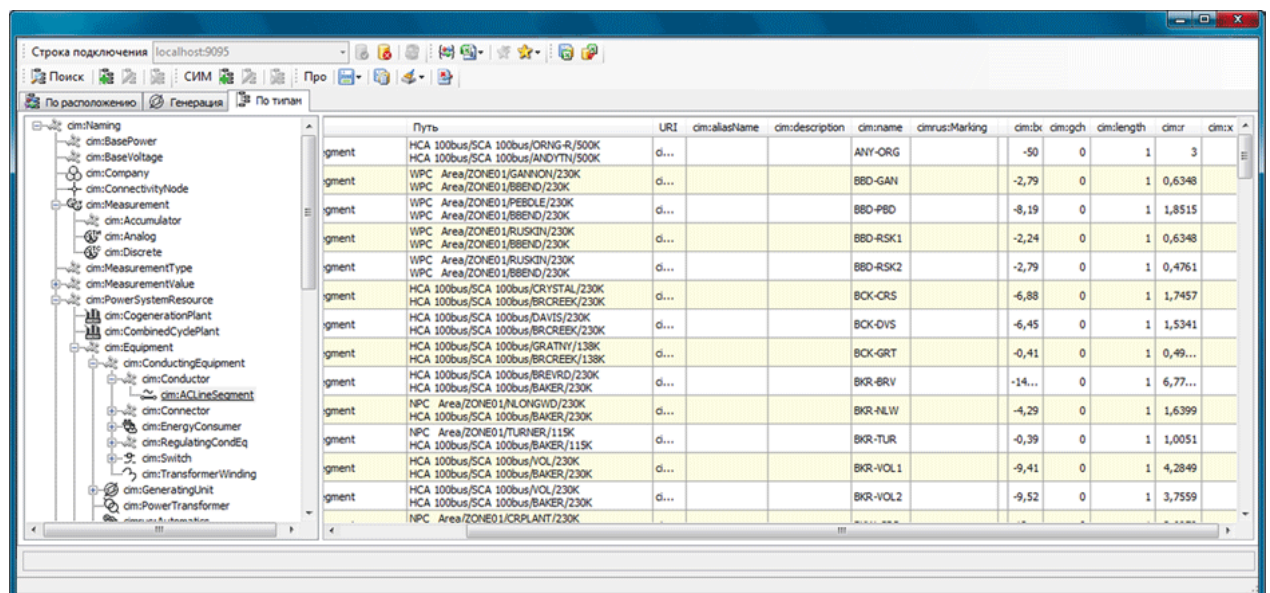 Строка подключения localhost:9095
Поиск СИМ Про
По расположению Генерация По типам
cim:Naming
cim:BasePower
cim:BaseVoltage
cim:Company
cim:ConnectivityNode
cim:Measurement
cim:Accumulator
cim:Analog
cim:Discrete
cim:MeasurementType
cim:MeasurementValue
cim:PowerSystemResource
cim:CogenerationPlant
cim:CombinedCyclePlant
cim:Equipment
cim:ConductingEquipment
cim:Conductor
cim:ACLineSegment
cim:Connector
cim:EnergyConsumer
cim:RegulatingCondEq
cim:Switch
cim:TransformerWinding
cim:GeneratingUnit
cim:PowerTransformer
Путь URI cim:aliasName cim:description cim:name cimrus:Marking cim:bc cim:gch cim:length cim:r cim:x
HCA 100bus/SCA 100bus/ORNG-R/500K
egment ci... ANY-ORG -50 0 1 3
HCA 100bus/SCA 100bus/ANDYTN/500K
WPC Area/ZONE01/GANNON/230K
egment ci... BBD-GAN -2,79 0 1 0,6348
WPC Area/ZONE01/BBEND/230K
WPC Area/ZONE01/PEBDLE/230K
egment ci... BBD-PBD -8,19 0 1 1,8515
WPC Area/ZONE01/BBEND/230K
WPC Area/ZONE01/RUSKIN/230K
egment ci... BBD-RSK1 -2,24 0 1 0,6348
WPC Area/ZONE01/BBEND/230K
WPC Area/ZONE01/RUSKIN/230K
egment ci... BBD-RSK2 -2,79 0 1 0,4761
WPC Area/ZONE01/BBEND/230K
HCA 100bus/SCA 100bus/CRYSTAL/230K
egment ci... BCK-CRS -6,88 0 1 1,7457
HCA 100bus/SCA 100bus/BRCREEK/230K
HCA 100bus/SCA 100bus/DAVIS/230K
egment ci... BCK-DVS -6,45 0 1 1,5341
HCA 100bus/SCA 100bus/BRCREEK/230K
HCA 100bus/SCA 100bus/GRATNY/138K
egment ci... BCK-GRT -0,41 0 1 0,49...
HCA 100bus/SCA 100bus/BRCREEK/138K
HCA 100bus/SCA 100bus/BREVRD/230K
egment ci... BKR-BRV -14... 0 1 6,77...
HCA 100bus/SCA 100bus/BAKER/230K
NPC Area/ZONE01/NLONGWD/230K
egment ci... BKR-NLW -4,29 0 1 1,6399
HCA 100bus/SCA 100bus/BAKER/230K
NPC Area/ZONE01/TURNER/115K
egment ci... BKR-TUR -0,39 0 1 1,0051
HCA 100bus/SCA 100bus/BAKER/115K
HCA 100bus/SCA 100bus/VOL/230K
egment ci... BKR-VOL1 -9,41 0 1 4,2849
HCA 100bus/SCA 100bus/BAKER/230K
HCA 100bus/SCA 100bus/VOL/230K
egment ci... BKR-VOL2 -9,52 0 1 3,7559
HCA 100bus/SCA 100bus/BAKER/230K
NPC Area/ZONE01/CRPLANT/230K